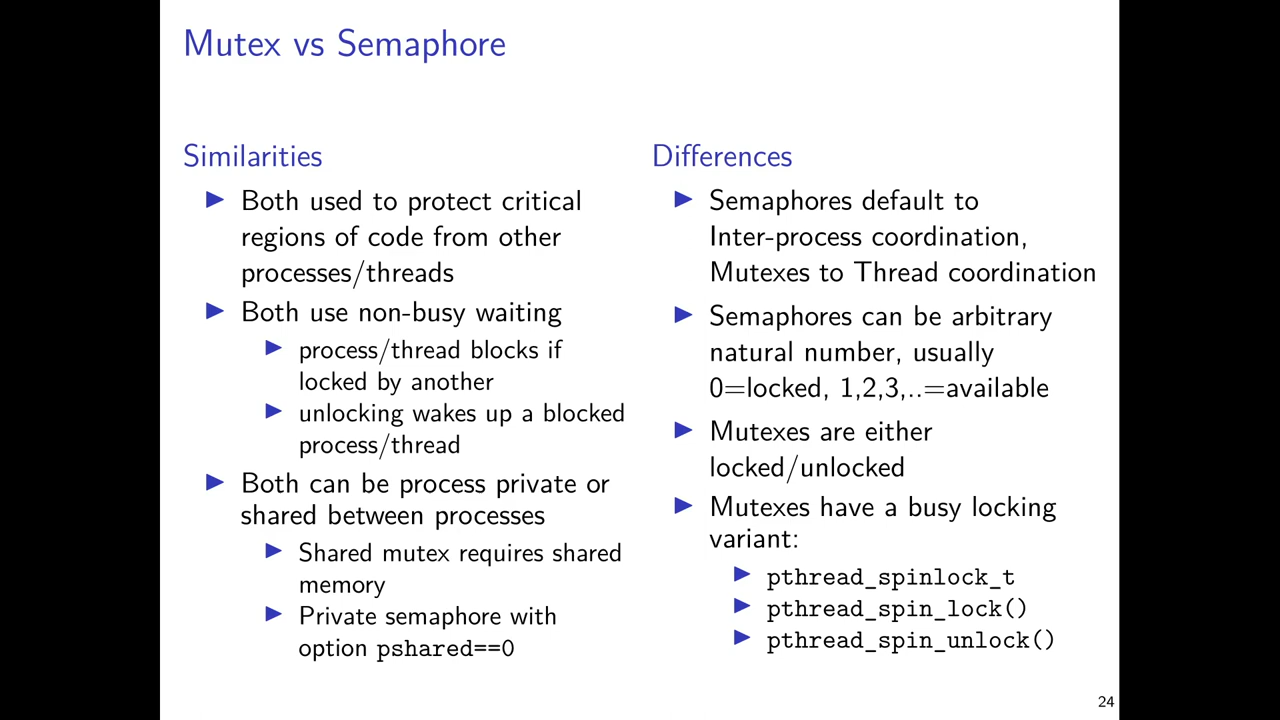 Mutex vs Semaphore
Similarities
Both used to protect critical
regions of code from other
processes/threads
Both use non-busy waiting
process/thread blocks if
locked by another
unlocking wakes up a blocked
process/thread
Both can be process private or
shared between processes
Shared mutex requires shared
memory
Private semaphore with
option pshared==0
Differences
Semaphores default to
Inter-process coordination,
Mutexes to Thread coordination
Semaphores can be arbitrary
natural number, usually
0=locked, 1,2,3,..=available
Mutexes are either
locked/unlocked
Mutexes have a busy locking
variant:
pthread_spinlock_t
pthread_spin_lock()
pthread_spin_unlock()
24